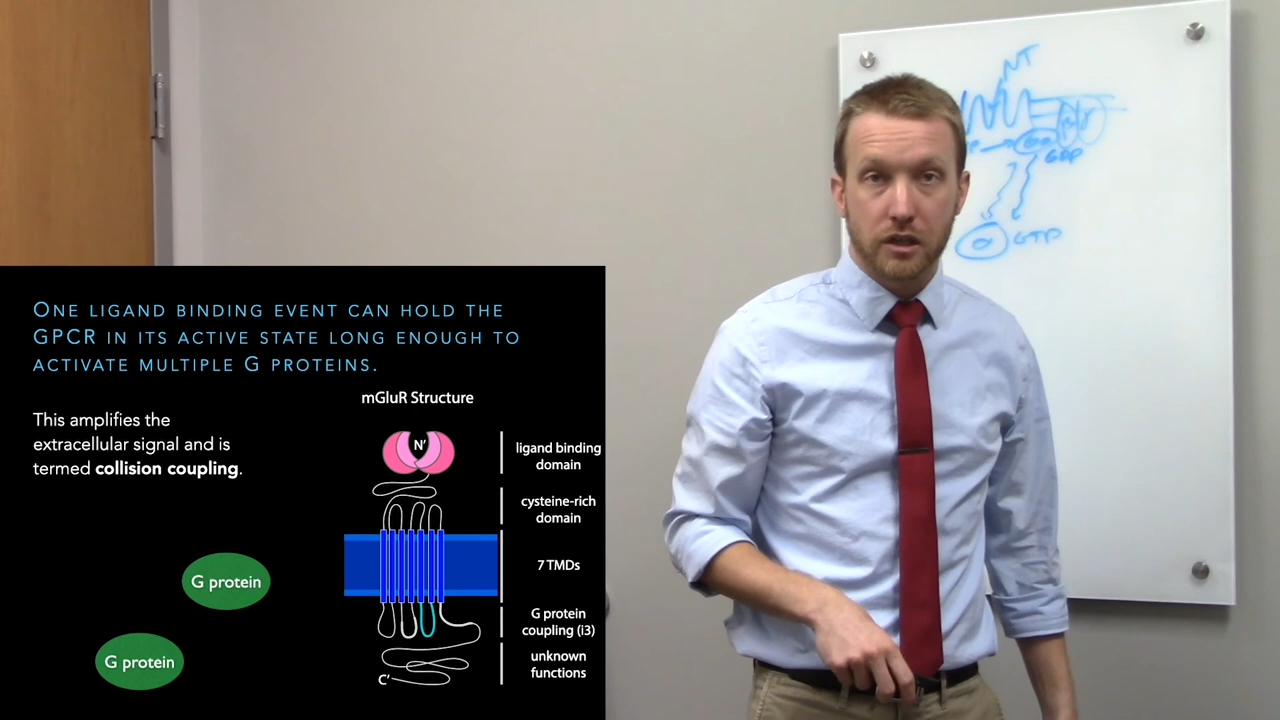 ONE LIGAND BINDING EVENT CAN HOLD THE
GPCR IN ITS ACTIVE STATE LONG ENOUGH TO
ACTIVATE MULTIPLE G PROTEINS.
This amplifies the
extracellular signal and is
termed collision coupling.
mGluR Structure
N'
ligand binding
domain
cysteine-rich
domain
7 TMDs
G protein
coupling (i3)
unknown
functions
C'
G protein
G protein
NT
β γ
GDP
α GTP